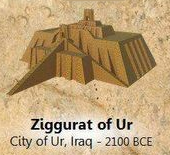 Ziggurat of Ur
City of Ur, Iraq - 2100 BCE